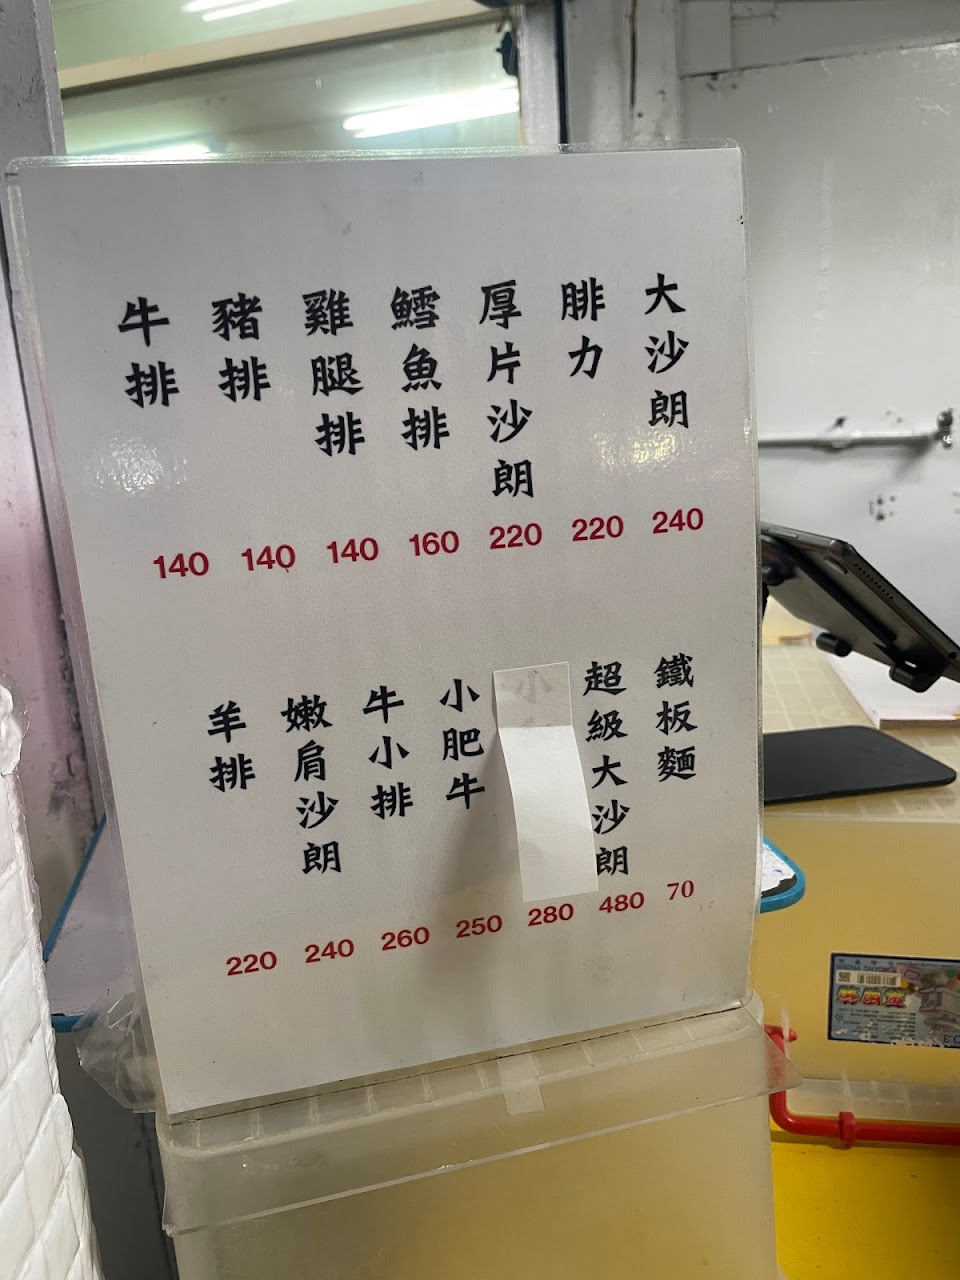 牛排
豬排
雞腿排
鱈魚排
厚片沙朗
腓力
大沙朗
140 140 140 160 220 220 240
羊排
嫩肩沙朗
牛小排
小肥牛
小
超級大沙朗
鐵板麵
220 240 260 250 280 480 70